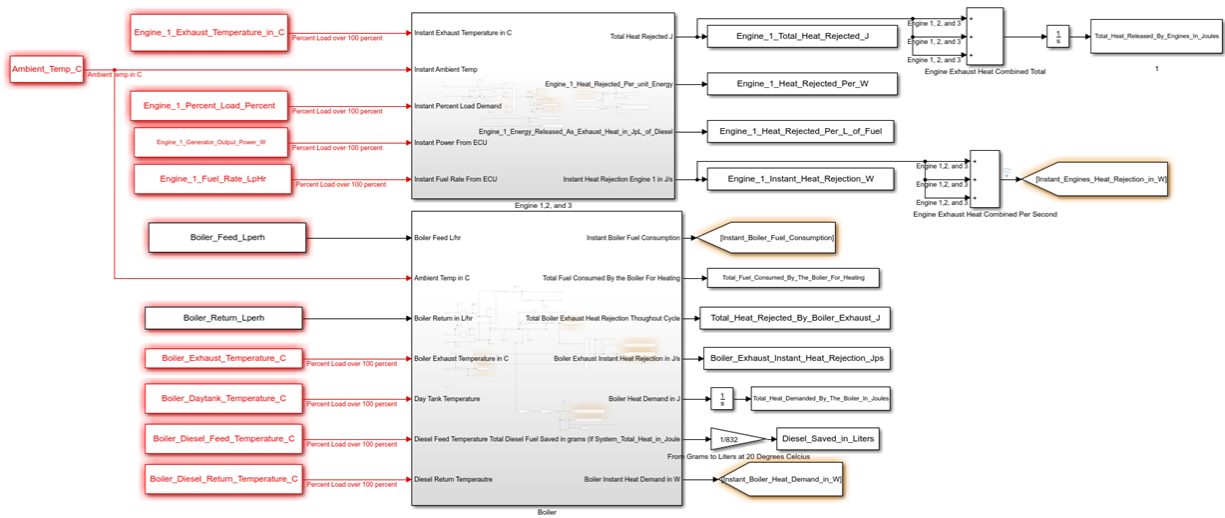 Engine_1_Exhaust_Temperature_in_C
Percent Load over 100 percent
Instant Exhaust Temperature in C
Total Heat Rejected J
Engine_1_Total_Heat_Rejected_J
Engine 1, 2, and 3
Engine 1, 2, and 3
Engine 1, 2, and 3
+
+
+
Engine Exhaust Heat Combined Total
1
s
Total_Heat_Released_By_Engines_In_Joules
1
Ambient_Temp_C
Ambient temp in C
Instant Ambient Temp
Engine_1_Heat_Rejected_Per_unit_Energy
Engine_1_Heat_Rejected_Per_W
Engine_1_Percent_Load_Percent
Percent Load over 100 percent
Instant Percent Load Demand
Engine_1_Energy_Released_As_Exhaust_Heat_in_JpL_of_Diesel
Engine_1_Heat_Rejected_Per_L_of_Fuel
Engine_1_Generator_Output_Power_W
Percent Load over 100 percent
Instant Power From ECU
Engine_1_Fuel_Rate_LpHr
Percent Load over 100 percent
Instant Fuel Rate From ECU
Instant Heat Rejection Engine 1 in J/s
Engine_1_Instant_Heat_Rejection_W
Engine 1,2, and 3
Engine 1,2, and 3
Engine 1,2, and 3
+
+
+
Engine Exhaust Heat Combined Per Second
[Instant_Engines_Heat_Rejection_in_W]
Engine 1,2, and 3
Boiler_Feed_Lperh
Boiler Feed L/hr
Instant Boiler Fuel Consumption
[Instant_Boiler_Fuel_Consumption]
Ambient Temp in C
Total Fuel Consumed By the Boiler For Heating
Total_Fuel_Consumed_By_The_Bolier_For_Heating
Boiler_Return_Lperh
Boiler Return in L/hr
Total Boiler Exhaust Heat Rejection Thoughout Cycle
Total_Heat_Rejected_By_Boiler_Exhaust_J
Boiler_Exhaust_Temperature_C
Percent Load over 100 percent
Boiler Exhaust Temperature in C
Boiler Exhaust Instant Heat Rejection in J/s
Boiler_Exhaust_Instant_Heat_Rejection_Jps
Boiler_Daytank_Temperature_C
Percent Load over 100 percent
Day Tank Temperature
Boiler Heat Demand in J
1
s
Total_Heat_Demanded_By_The_Boiler_In_Joules
Boiler_Diesel_Feed_Temperature_C
Percent Load over 100 percent
Diesel Feed Temperature
Total Diesel Fuel Saved in grams (If System_Total_Heat_in_Joule
1/832
Diesel_Saved_in_Liters
From Grams to Liters at 20 Degrees Celcius
Boiler_Diesel_Return_Temperature_C
Percent Load over 100 percent
Diesel Return Temperautre
Boiler Instant Heat Demand in W
[Instant_Boiler_Heat_Demand_in_W]
Boiler